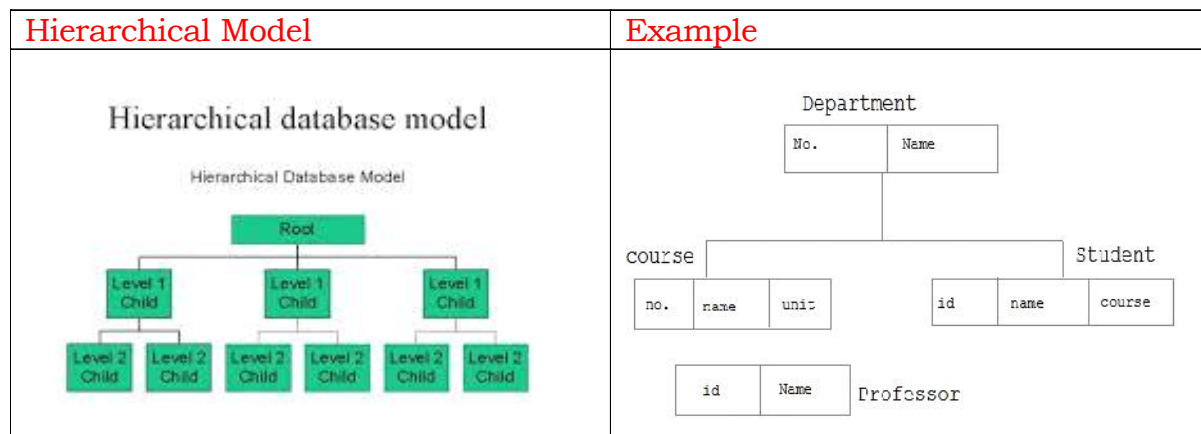 Hierarchical Model
Example
Hierarchical database model
Hierarchical Database Model
Root
Level 1 Child
Level 1 Child
Level 1 Child
Level 2 Child
Level 2 Child
Level 2 Child
Level 2 Child
Level 2 Child
Level 2 Child
Department
No. Name
course
no. name unit
Student
id name course
id Name
Professor